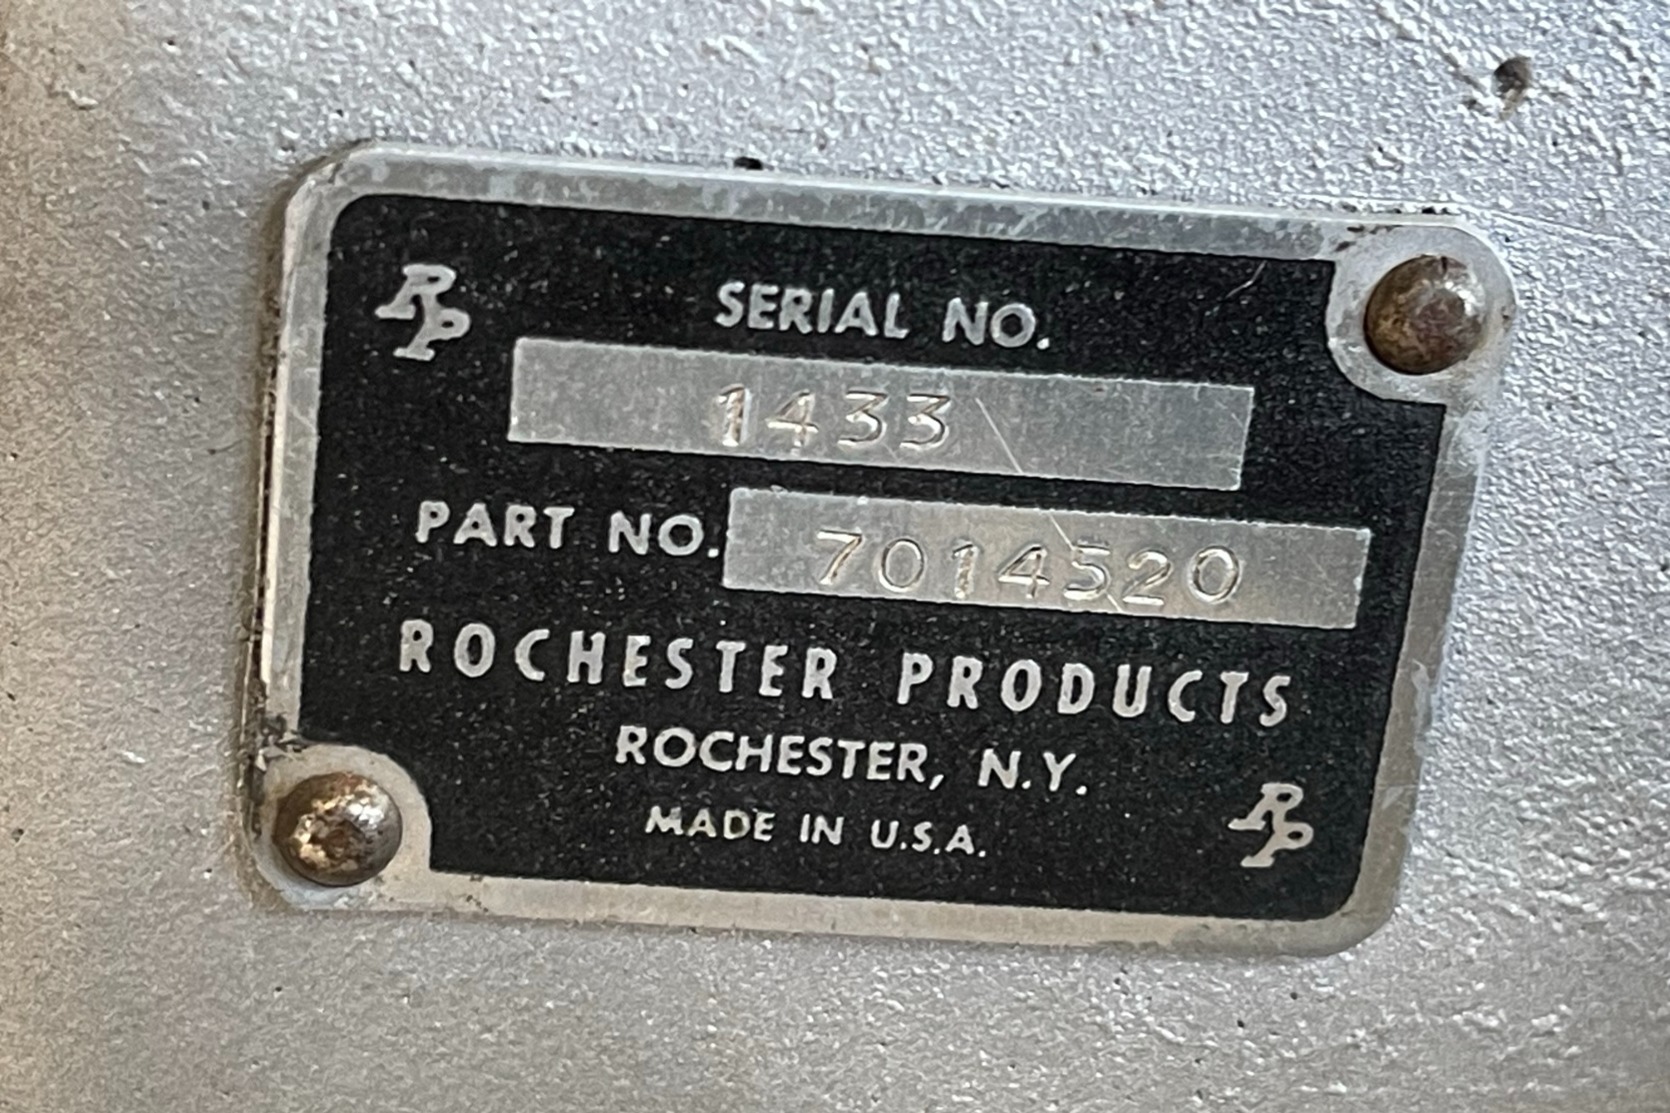 RP
SERIAL NO.
1433
PART NO. 7014520
ROCHESTER PRODUCTS
ROCHESTER, N.Y.
MADE IN U.S.A.
RP